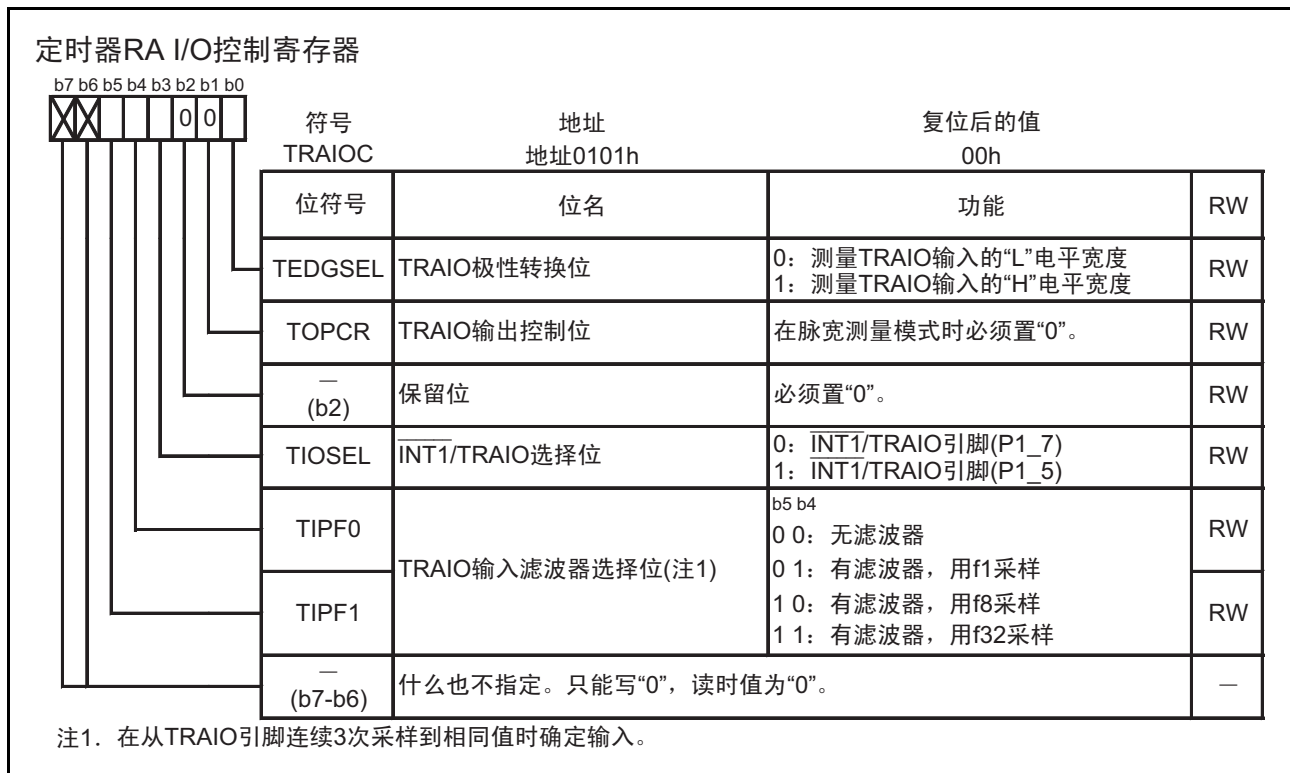 定时器RA I/O控制寄存器
b7 b6 b5 b4 b3 b2 b1 b0
0 0
符号 地址 复位后的值
TRAIOC 地址0101h 00h
位符号 位名 功能 RW
TEDGSEL TRAIO极性转换位 0：测量TRAIO输入的“L”电平宽度
1：测量TRAIO输入的“H”电平宽度 RW
TOPCR TRAIO输出控制位 在脉宽测量模式时必须置“0”。 RW
—
(b2) 保留位 必须置“0”。 RW
TIOSEL INT1/TRAIO选择位 0：INT1/TRAIO引脚(P1_7)
1：INT1/TRAIO引脚(P1_5) RW
TIPF0 TRAIO输入滤波器选择位(注1) b5 b4
0 0：无滤波器 RW
0 1：有滤波器，用f1采样
TIPF1 1 0：有滤波器，用f8采样 RW
1 1：有滤波器，用f32采样
—
(b7-b6) 什么也不指定。只能写“0”，读时值为“0”。 —
注1．在从TRAIO引脚连续3次采样到相同值时确定输入。